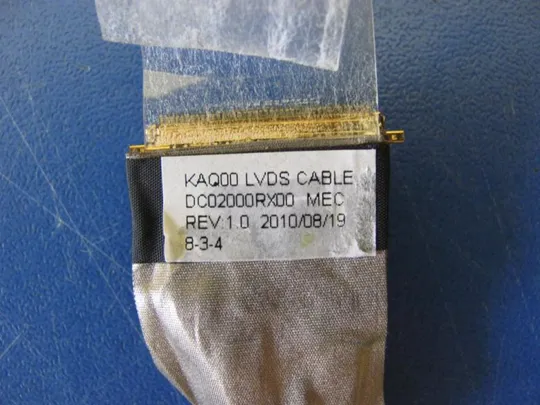 KAQ00 LVDS CABLE
DC02000RX00 MEC
REV:1.0 2010/08/19
8-3-4